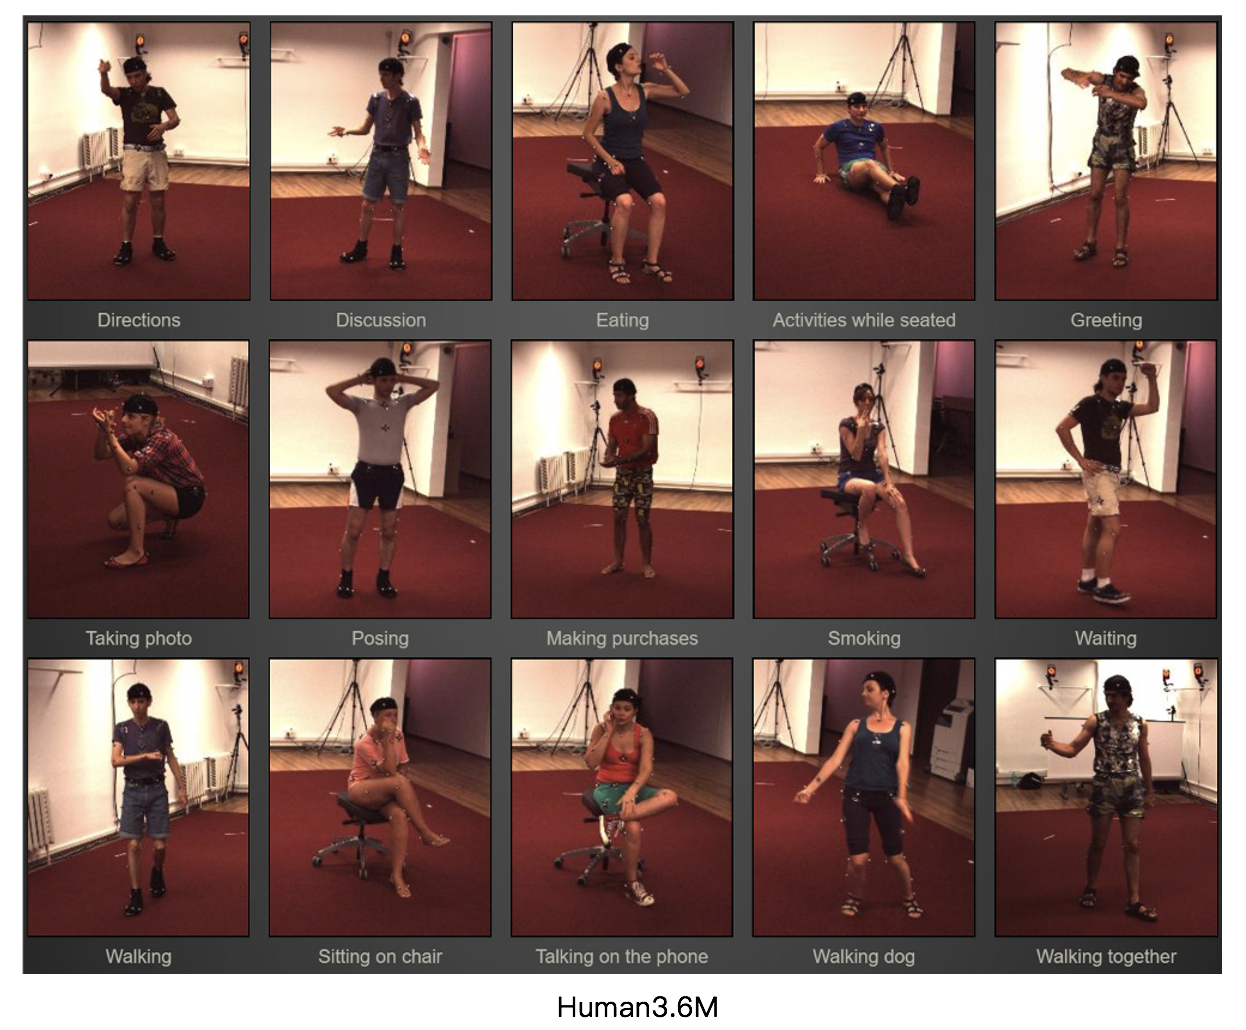 Directions
Discussion
Eating
Activities while seated
Greeting
Taking photo
Posing
Making purchases
Smoking
Waiting
Walking
Sitting on chair
Talking on the phone
Walking dog
Walking together
Human3.6M